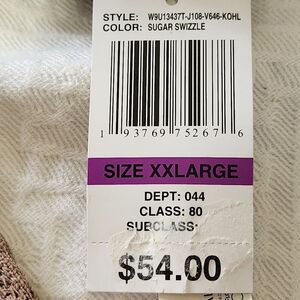 STYLE: W9U13437T-J108-V646-KOHL
COLOR: SUGAR SWIZZLE
1 93769 75267 6
SIZE XXLARGE
DEPT: 044
CLASS: 80
SUBCLASS:
$54.00